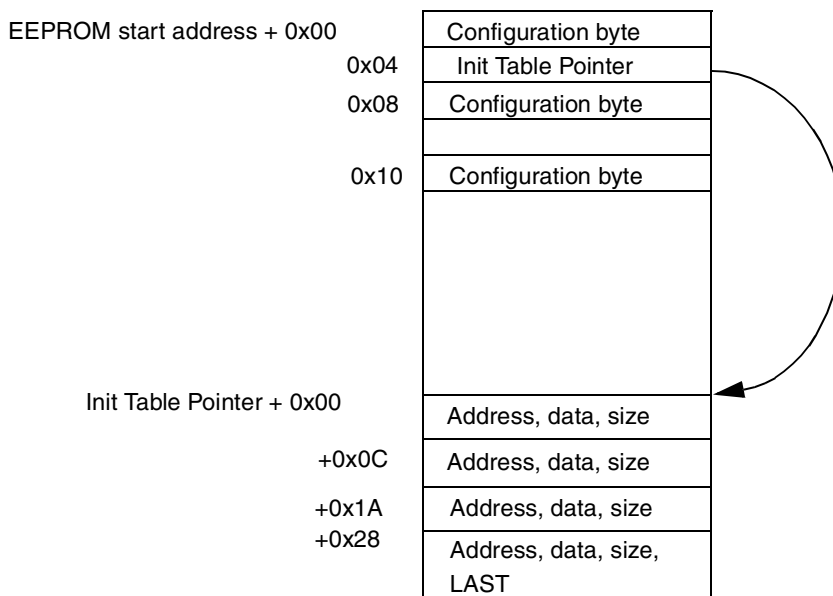 EEPROM start address + 0x00 Configuration byte
0x04 Init Table Pointer
0x08 Configuration byte
0x10 Configuration byte
Init Table Pointer + 0x00 Address, data, size
+0x0C Address, data, size
+0x1A Address, data, size
+0x28 Address, data, size,
LAST